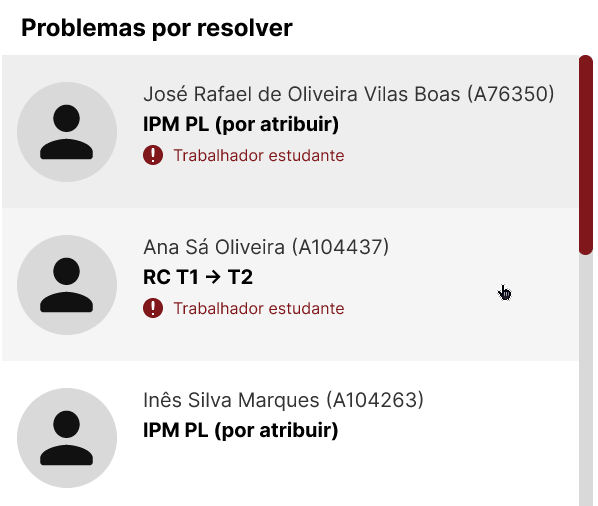 Problemas por resolver
José Rafael de Oliveira Vilas Boas (A76350)
IPM PL (por atribuir)
Trabalhador estudante
Ana Sá Oliveira (A104437)
RC T1 → T2
Trabalhador estudante
Inês Silva Marques (A104263)
IPM PL (por atribuir)